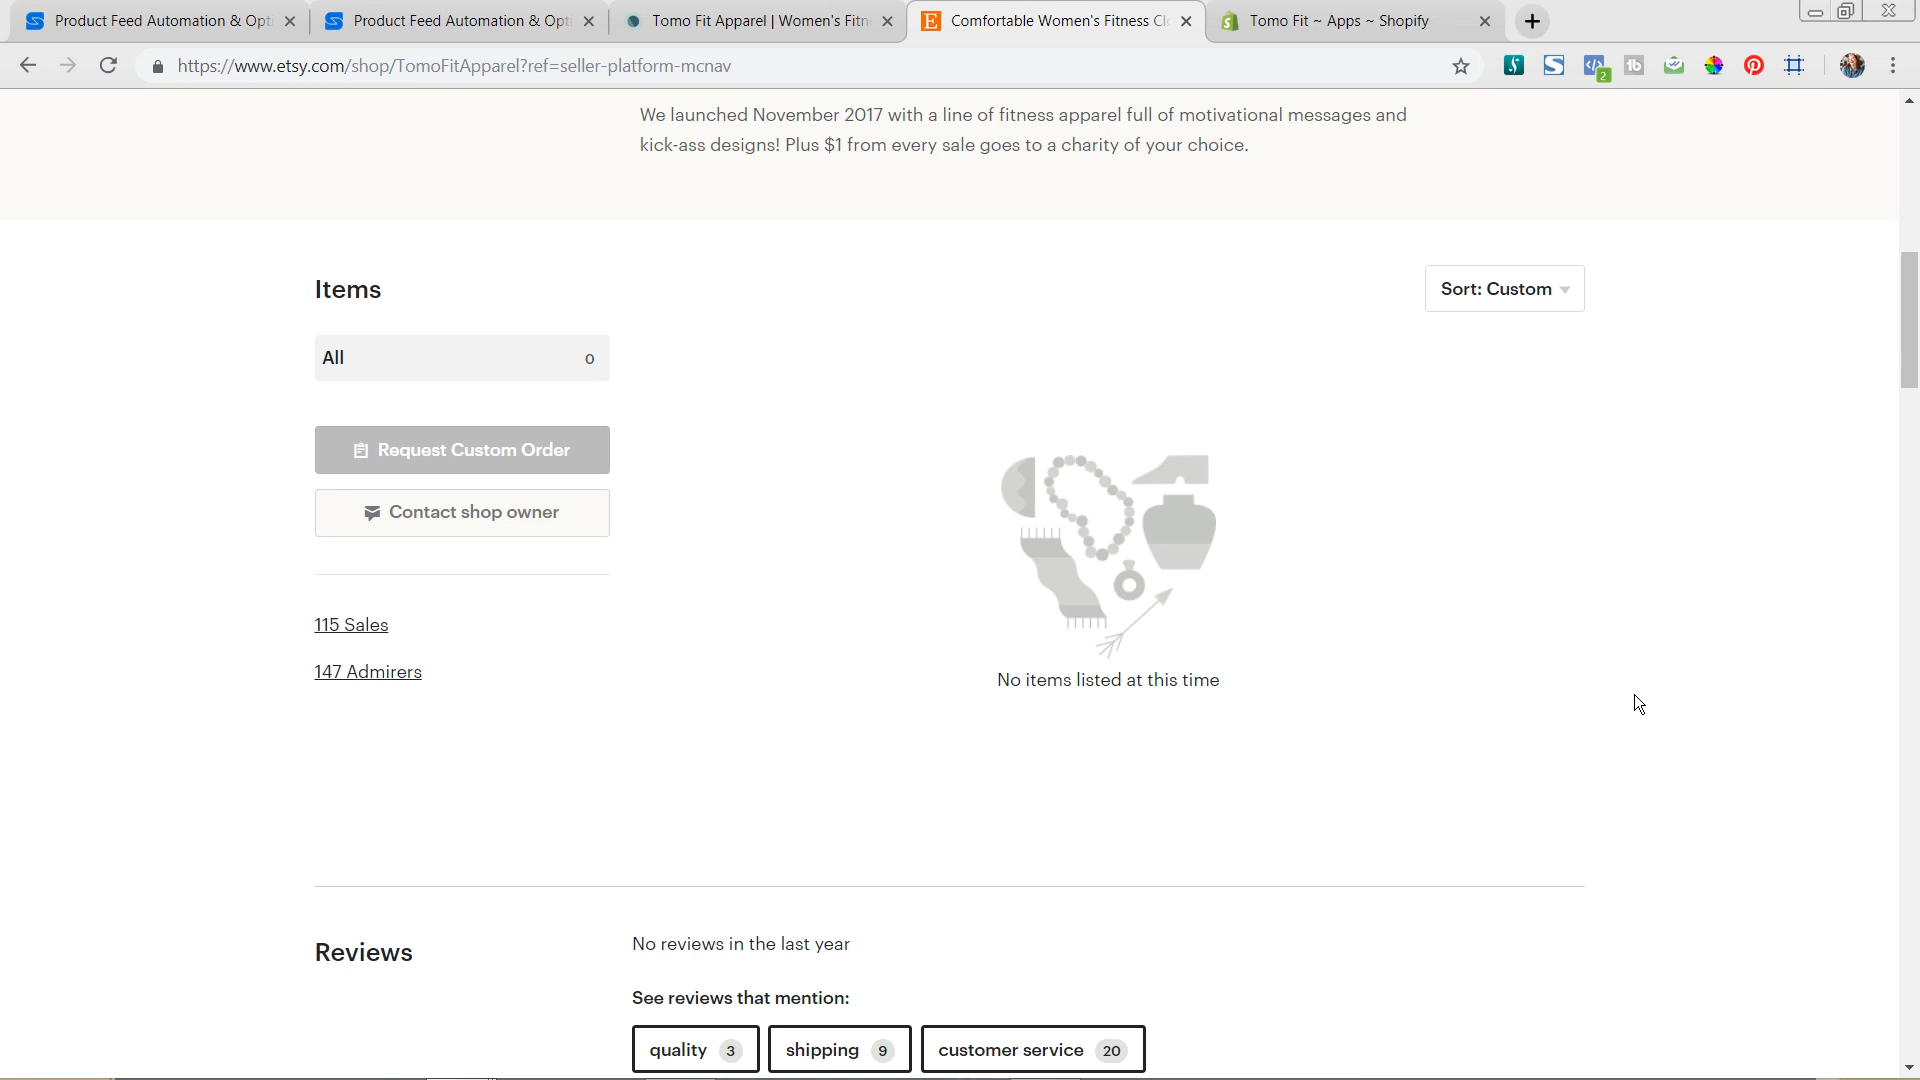 Product Feed Automation & Opti
Product Feed Automation & Opti
Tomo Fit Apparel | Women's Fitn
Comfortable Women's Fitness Cl
Tomo Fit ~ Apps ~ Shopify
https://www.etsy.com/shop/TomoFitApparel?ref=seller-platform-mcnav
2
We launched November 2017 with a line of fitness apparel full of motivational messages and
kick-ass designs! Plus $1 from every sale goes to a charity of your choice.
Items
Sort: Custom
All 0
Request Custom Order
Contact shop owner
115 Sales
147 Admirers
No items listed at this time
Reviews
No reviews in the last year
See reviews that mention:
quality 3 shipping 9 customer service 20